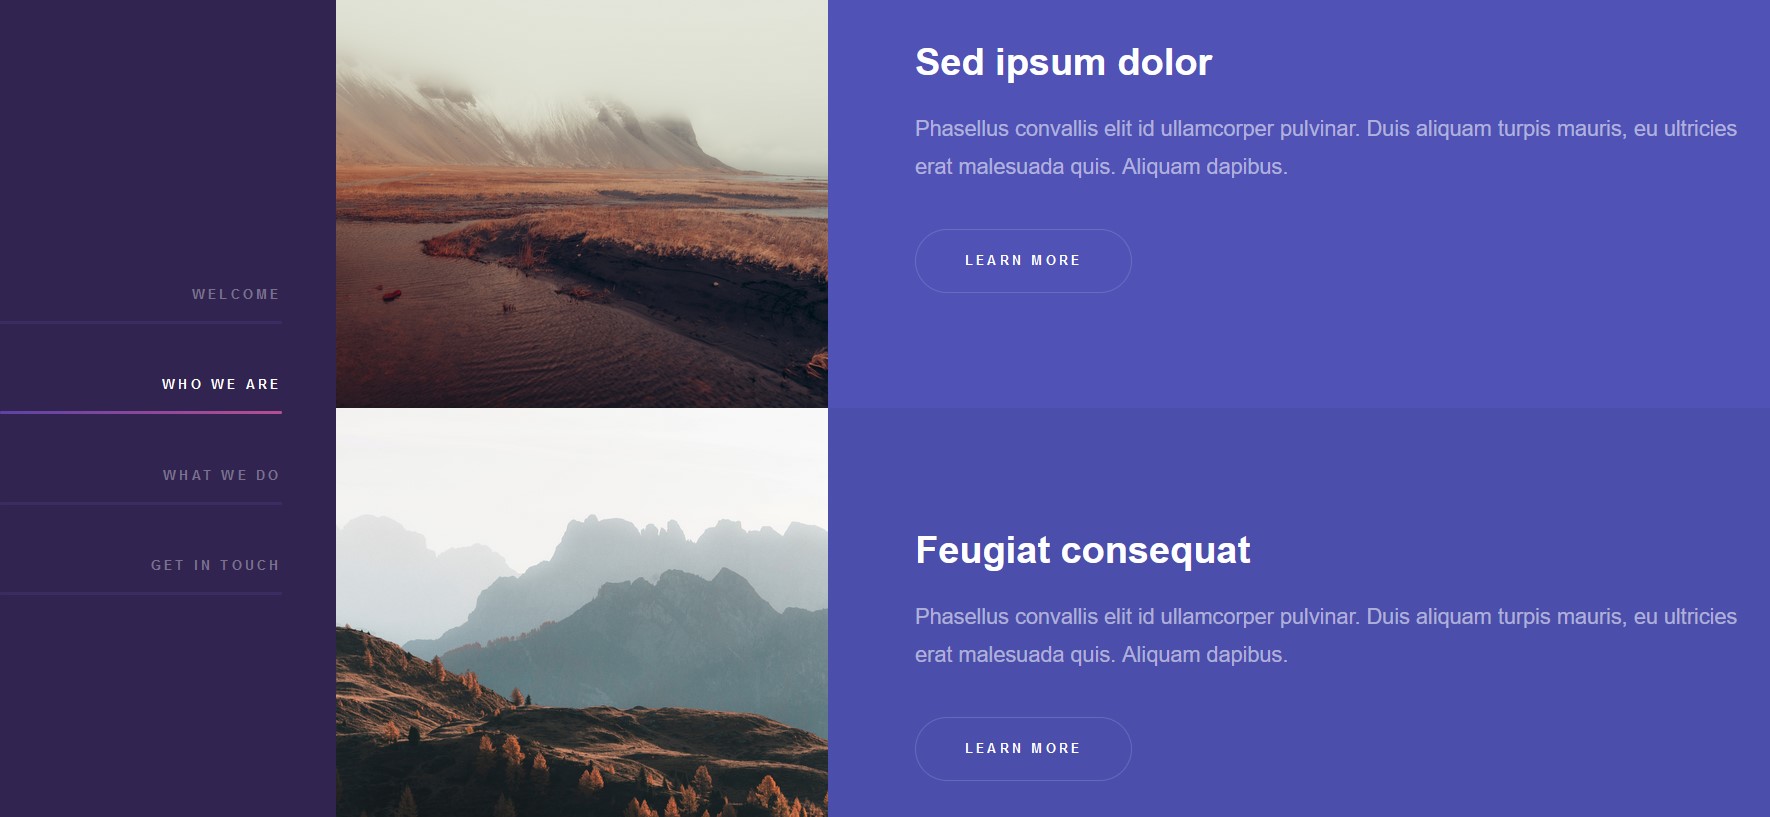 WELCOME
WHO WE ARE
WHAT WE DO
GET IN TOUCH
Sed ipsum dolor
Phasellus convallis elit id ullamcorper pulvinar. Duis aliquam turpis mauris, eu ultricies
erat malesuada quis. Aliquam dapibus.
LEARN MORE
Feugiat consequat
Phasellus convallis elit id ullamcorper pulvinar. Duis aliquam turpis mauris, eu ultricies
erat malesuada quis. Aliquam dapibus.
LEARN MORE